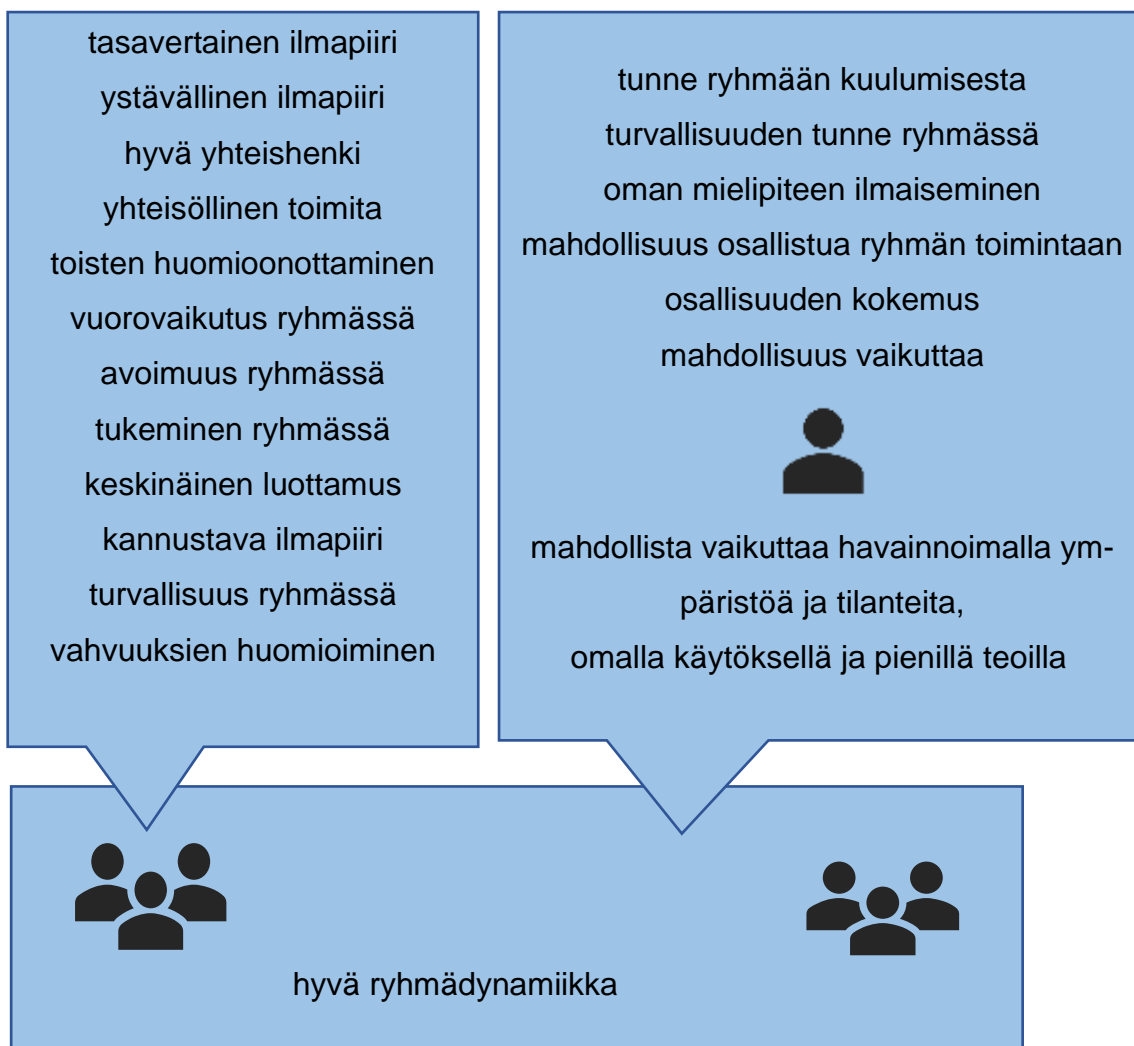 tasavertainen ilmapiiri
ystävällinen ilmapiiri
hyvä yhteishenki
yhteisöllinen toimita
toisten huomioonottaminen
vuorovaikutus ryhmässä
avoimuus ryhmässä
tukeminen ryhmässä
keskinäinen luottamus
kannustava ilmapiiri
turvallisuus ryhmässä
vahvuuksien huomioiminen
tunne ryhmään kuulumisesta
turvallisuuden tunne ryhmässä
oman mielipiteen ilmaiseminen
mahdollisuus osallistua ryhmän toimintaan
osallisuuden kokemus
mahdollisuus vaikuttaa
mahdollista vaikuttaa havainnoimalla ym-
päristöä ja tilanteita,
omalla käytöksellä ja pienillä teoilla
hyvä ryhmädynamiikka